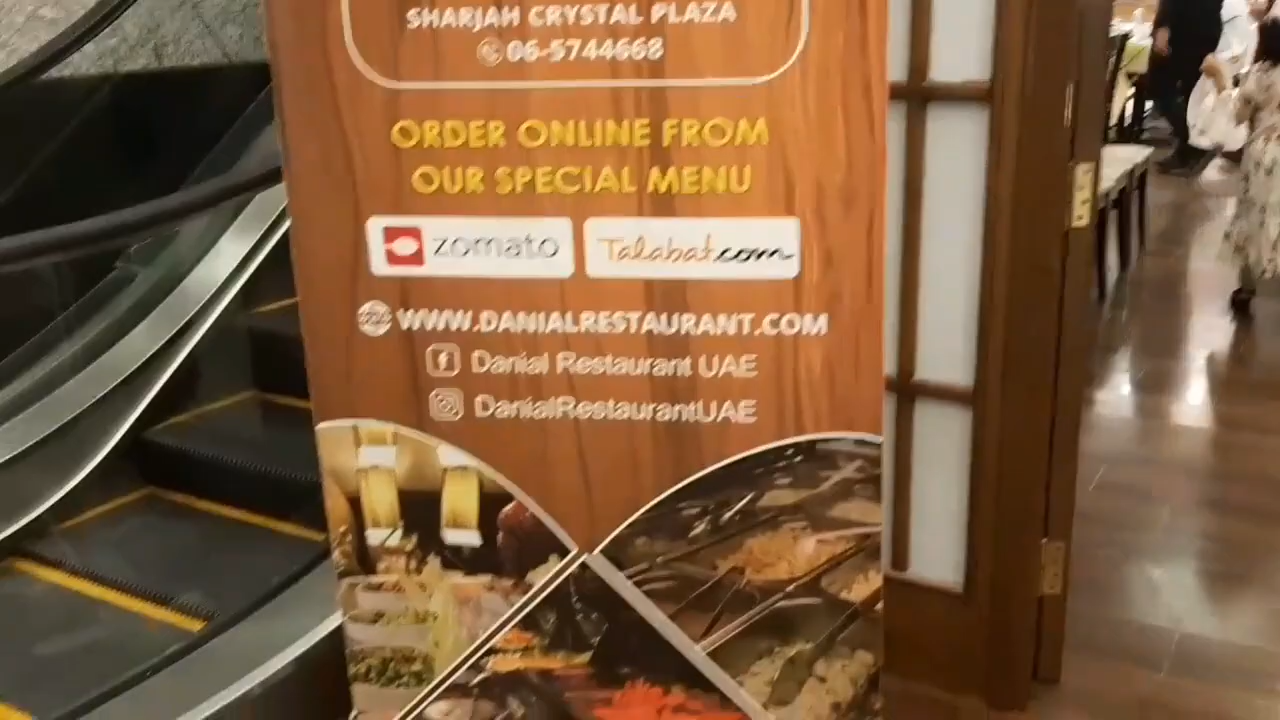 SHARJAH CRYSTAL PLAZA
06-5744668
ORDER ONLINE FROM
OUR SPECIAL MENU
zomato Talabat.com
WWW.DANIALRESTAURANT.COM
Danial Restaurant UAE
DanialRestaurantUAE